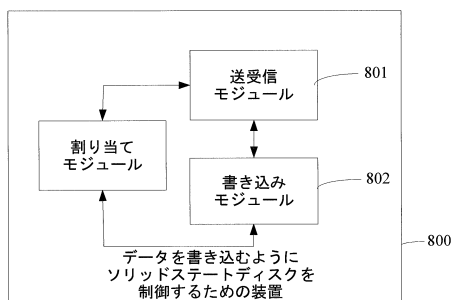 送受信
モジュール
801
割り当て
モジュール
書き込み
モジュール
802
データを書き込むように
ソリッドステートディスクを
制御するための装置
800